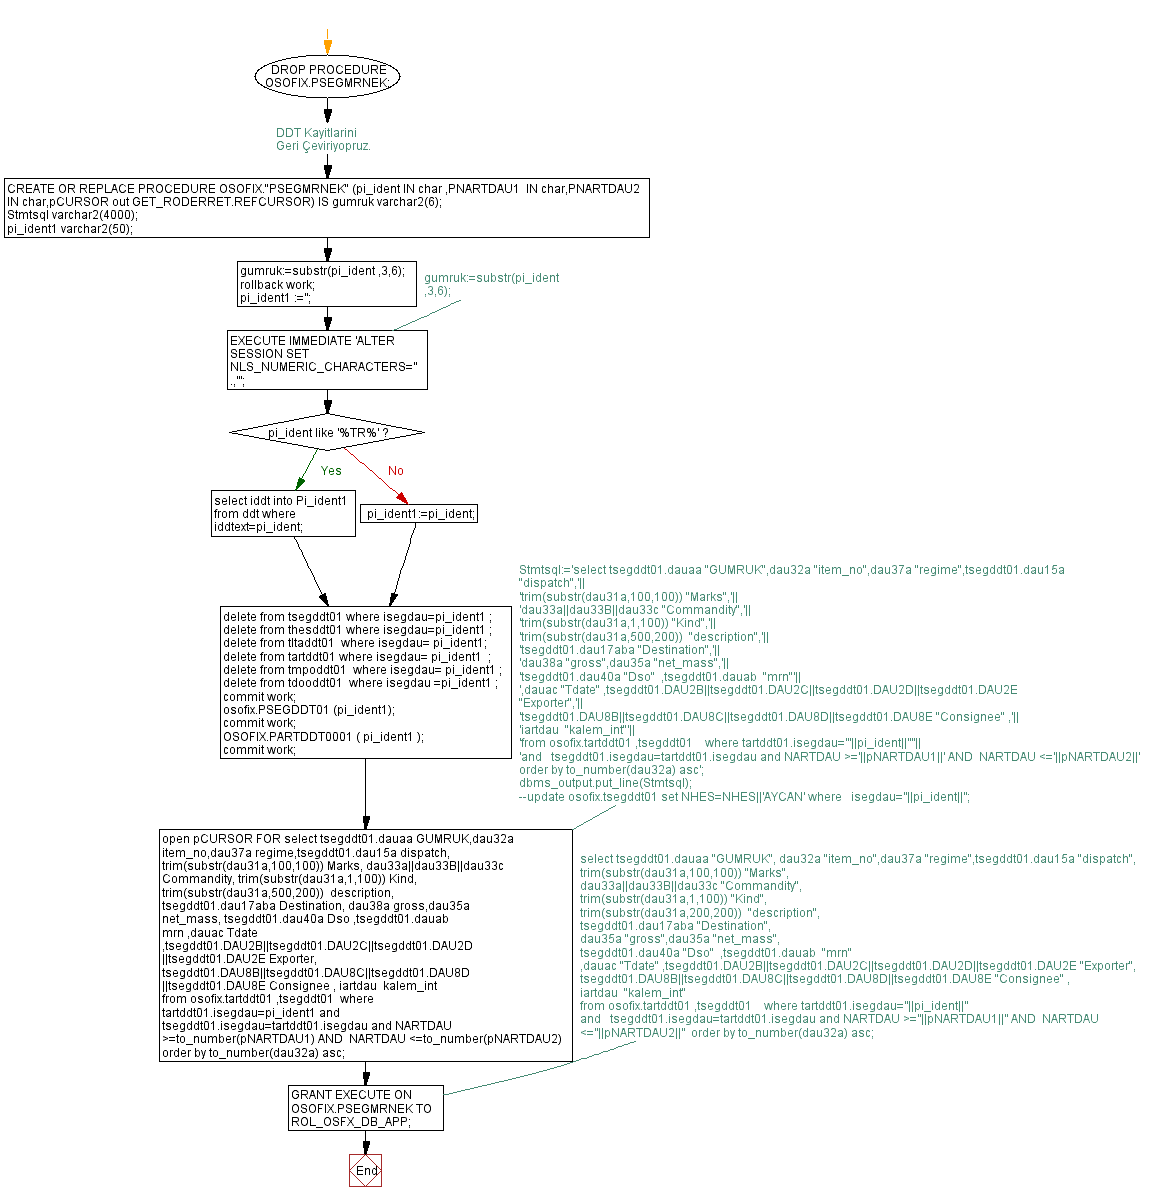 DROP PROCEDURE
OSOFIX.PSEGMRNEK;
DDT Kayitlarini
Geri Çeviriyopruz.
CREATE OR REPLACE PROCEDURE OSOFIX."PSEGMRNEK" (pi_ident IN char ,PNARTDAU1  IN char,PNARTDAU2
IN char,pCURSOR out GET_RODERRET.REFCURSOR) IS gumruk varchar2(6);
Stmtsql varchar2(4000);
pi_ident1 varchar2(50);
gumruk:=substr(pi_ident ,3,6);
rollback work;
pi_ident1 :='';
gumruk:=substr(pi_ident
,3,6);
EXECUTE IMMEDIATE 'ALTER
SESSION SET
NLS_NUMERIC_CHARACTERS=''
.,''';
pi_ident like '%TR%' ?
Yes
No
select iddt into Pi_ident1
from ddt where
iddtext=pi_ident;
pi_ident1:=pi_ident;
delete from tsegddt01 where isegdau=pi_ident1 ;
delete from thesddt01 where isegdau=pi_ident1 ;
delete from tltaddt01  where isegdau= pi_ident1;
delete from tartddt01 where isegdau= pi_ident1  ;
delete from tmpoddt01  where isegdau= pi_ident1 ;
delete from tdooddt01  where isegdau =pi_ident1 ;
commit work;
osofix.PSEGDDT01 (pi_ident1);
commit work;
OSOFIX.PARTDDT0001 ( pi_ident1 );
commit work;
Stmtsql:='select tsegddt01.dauaa "GUMRUK",dau32a "item_no",dau37a "regime",tsegddt01.dau15a
"dispatch",'||
'trim(substr(dau31a,100,100)) "Marks",'||
'dau33a||dau33B||dau33c "Commandity",'||
'trim(substr(dau31a,1,100)) "Kind",'||
'trim(substr(dau31a,500,200))  "description",'||
'tsegddt01.dau17aba "Destination",'||
'dau38a "gross",dau35a "net_mass",'||
'tsegddt01.dau40a "Dso"  ,tsegddt01.dauab  "mrn"'||
',dauac "Tdate" ,tsegddt01.DAU2B||tsegddt01.DAU2C||tsegddt01.DAU2D||tsegddt01.DAU2E
"Exporter",'||
'tsegddt01.DAU8B||tsegddt01.DAU8C||tsegddt01.DAU8D||tsegddt01.DAU8E "Consignee" ,'||
'iartdau  "kalem_int"'||
'from osofix.tartddt01 ,tsegddt01    where tartddt01.isegdau='''||pi_ident||''''||
'and   tsegddt01.isegdau=tartddt01.isegdau and NARTDAU >='||pNARTDAU1||' AND  NARTDAU <='||pNARTDAU2||'
order by to_number(dau32a) asc';
dbms_output.put_line(Stmtsql);
--update osofix.tsegddt01 set NHES=NHES||'AYCAN' where   isegdau=''||pi_ident||'';
open pCURSOR FOR select tsegddt01.dauaa GUMRUK,dau32a
item_no,dau37a regime,tsegddt01.dau15a dispatch,
trim(substr(dau31a,100,100)) Marks, dau33a||dau33B||dau33c
Commandity, trim(substr(dau31a,1,100)) Kind,
trim(substr(dau31a,500,200))  description,
tsegddt01.dau17aba Destination, dau38a gross,dau35a
net_mass, tsegddt01.dau40a Dso ,tsegddt01.dauab
mrn ,dauac Tdate
,tsegddt01.DAU2B||tsegddt01.DAU2C||tsegddt01.DAU2D
||tsegddt01.DAU2E Exporter,
tsegddt01.DAU8B||tsegddt01.DAU8C||tsegddt01.DAU8D
||tsegddt01.DAU8E Consignee , iartdau  kalem_int
from osofix.tartddt01 ,tsegddt01  where
tartddt01.isegdau=pi_ident1 and
tsegddt01.isegdau=tartddt01.isegdau and NARTDAU
>=to_number(pNARTDAU1) AND  NARTDAU <=to_number(pNARTDAU2)
order by to_number(dau32a) asc;
select tsegddt01.dauaa "GUMRUK", dau32a "item_no",dau37a "regime",tsegddt01.dau15a "dispatch",
trim(substr(dau31a,100,100)) "Marks",
dau33a||dau33B||dau33c "Commandity",
trim(substr(dau31a,1,100)) "Kind",
trim(substr(dau31a,200,200))  "description",
tsegddt01.dau17aba "Destination",
dau35a "gross",dau35a "net_mass",
tsegddt01.dau40a "Dso"  ,tsegddt01.dauab  "mrn"
,dauac "Tdate" ,tsegddt01.DAU2B||tsegddt01.DAU2C||tsegddt01.DAU2D||tsegddt01.DAU2E "Exporter",
tsegddt01.DAU8B||tsegddt01.DAU8C||tsegddt01.DAU8D||tsegddt01.DAU8E "Consignee" ,
iartdau  "kalem_int"
from osofix.tartddt01 ,tsegddt01    where tartddt01.isegdau=''||pi_ident||''
and   tsegddt01.isegdau=tartddt01.isegdau and NARTDAU >=''||pNARTDAU1||'' AND  NARTDAU
<=''||pNARTDAU2||''  order by to_number(dau32a) asc;
GRANT EXECUTE ON
OSOFIX.PSEGMRNEK TO
ROL_OSFX_DB_APP;
End